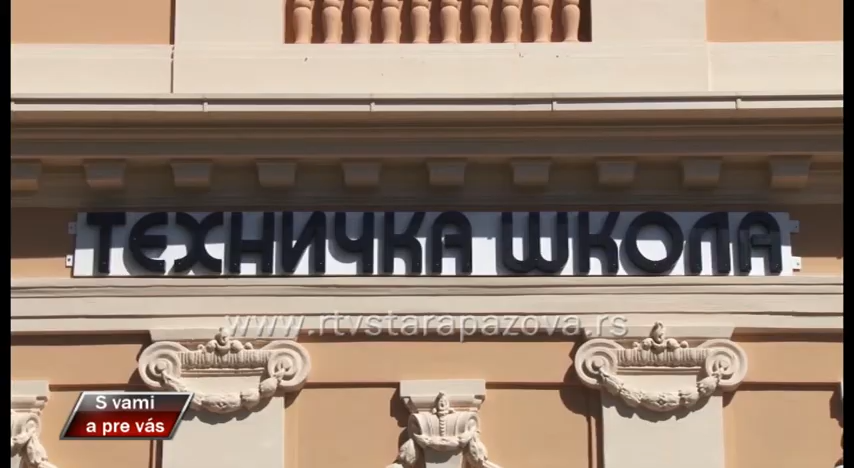 ТЕХНИЧКА ШКОЛА
www.rtvstarapazova.rs
S vami
a pre vás